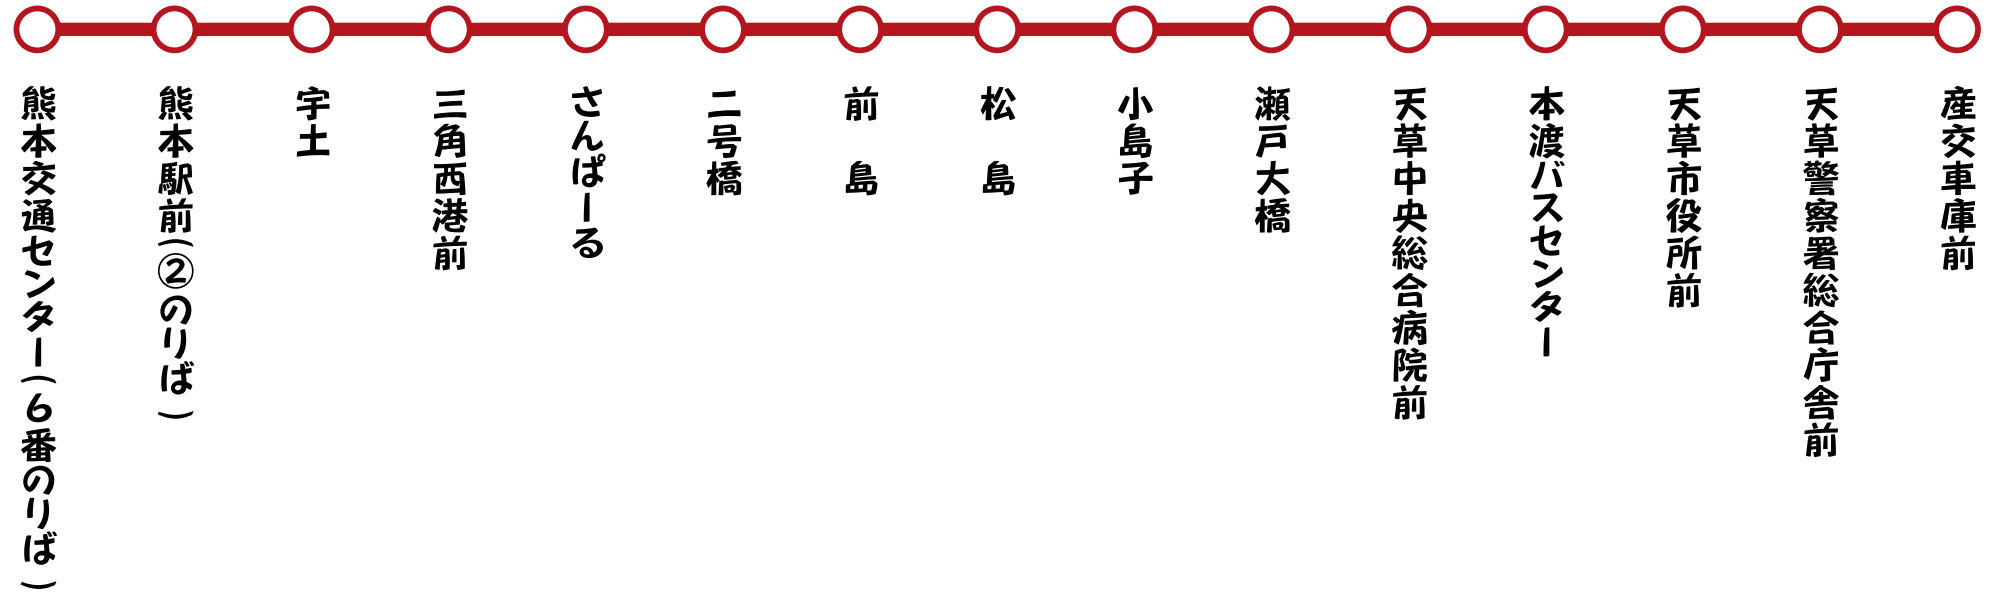 熊本交通センター(6番のりば)
熊本駅前(②のりば)
宇土
三角西港前
さんぱーる
二号橋
前　島
松　島
小島子
瀬戸大橋
天草中央総合病院前
本渡バスセンター
天草市役所前
天草警察署総合庁舎前
産交車庫前